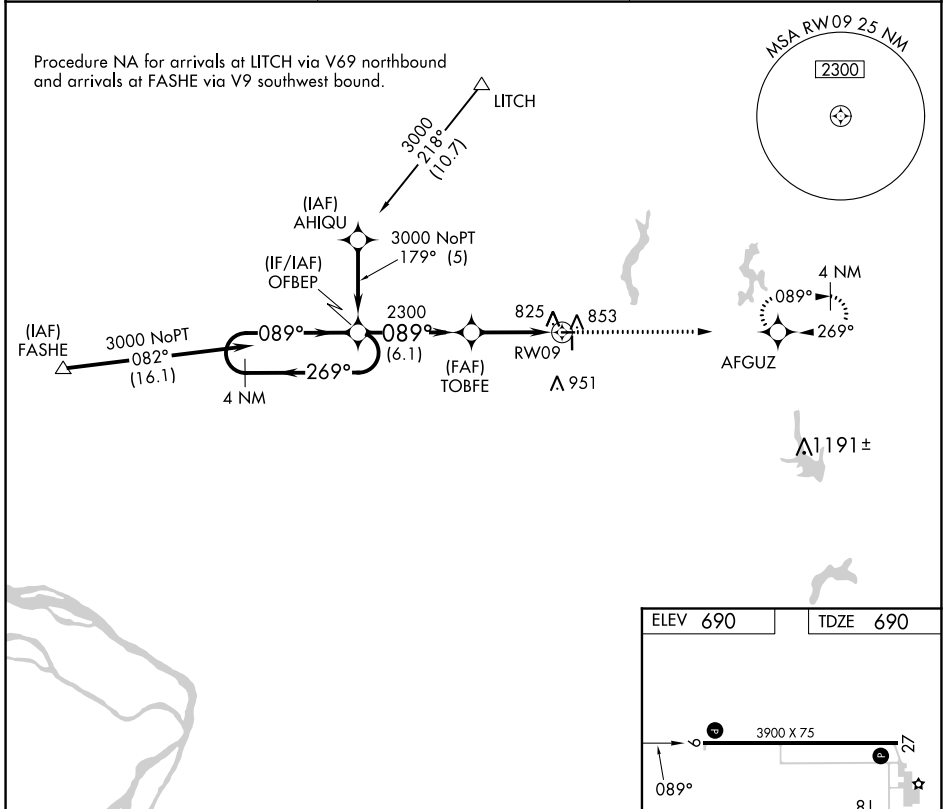 Procedure NA for arrivals at LITCH via V69 northbound
and arrivals at FASHE via V9 southwest bound.
MSA RW09 25 NM
2300
LITCH
3000
218°
(10.7)
(IAF)
AHIQU
3000 NoPT
179° (5)
(IF/IAF)
OFBEP
(IAF)
FASHE
3000 NoPT
082°
(16.1)
089°
269°
4 NM
2300
089°
(6.1)
(FAF)
TOBFE
825
853
RW09
951
4 NM
089°
269°
AFGUZ
1191±
ELEV 690
TDZE 690
9
P
3900 X 75
27
P
089°
18